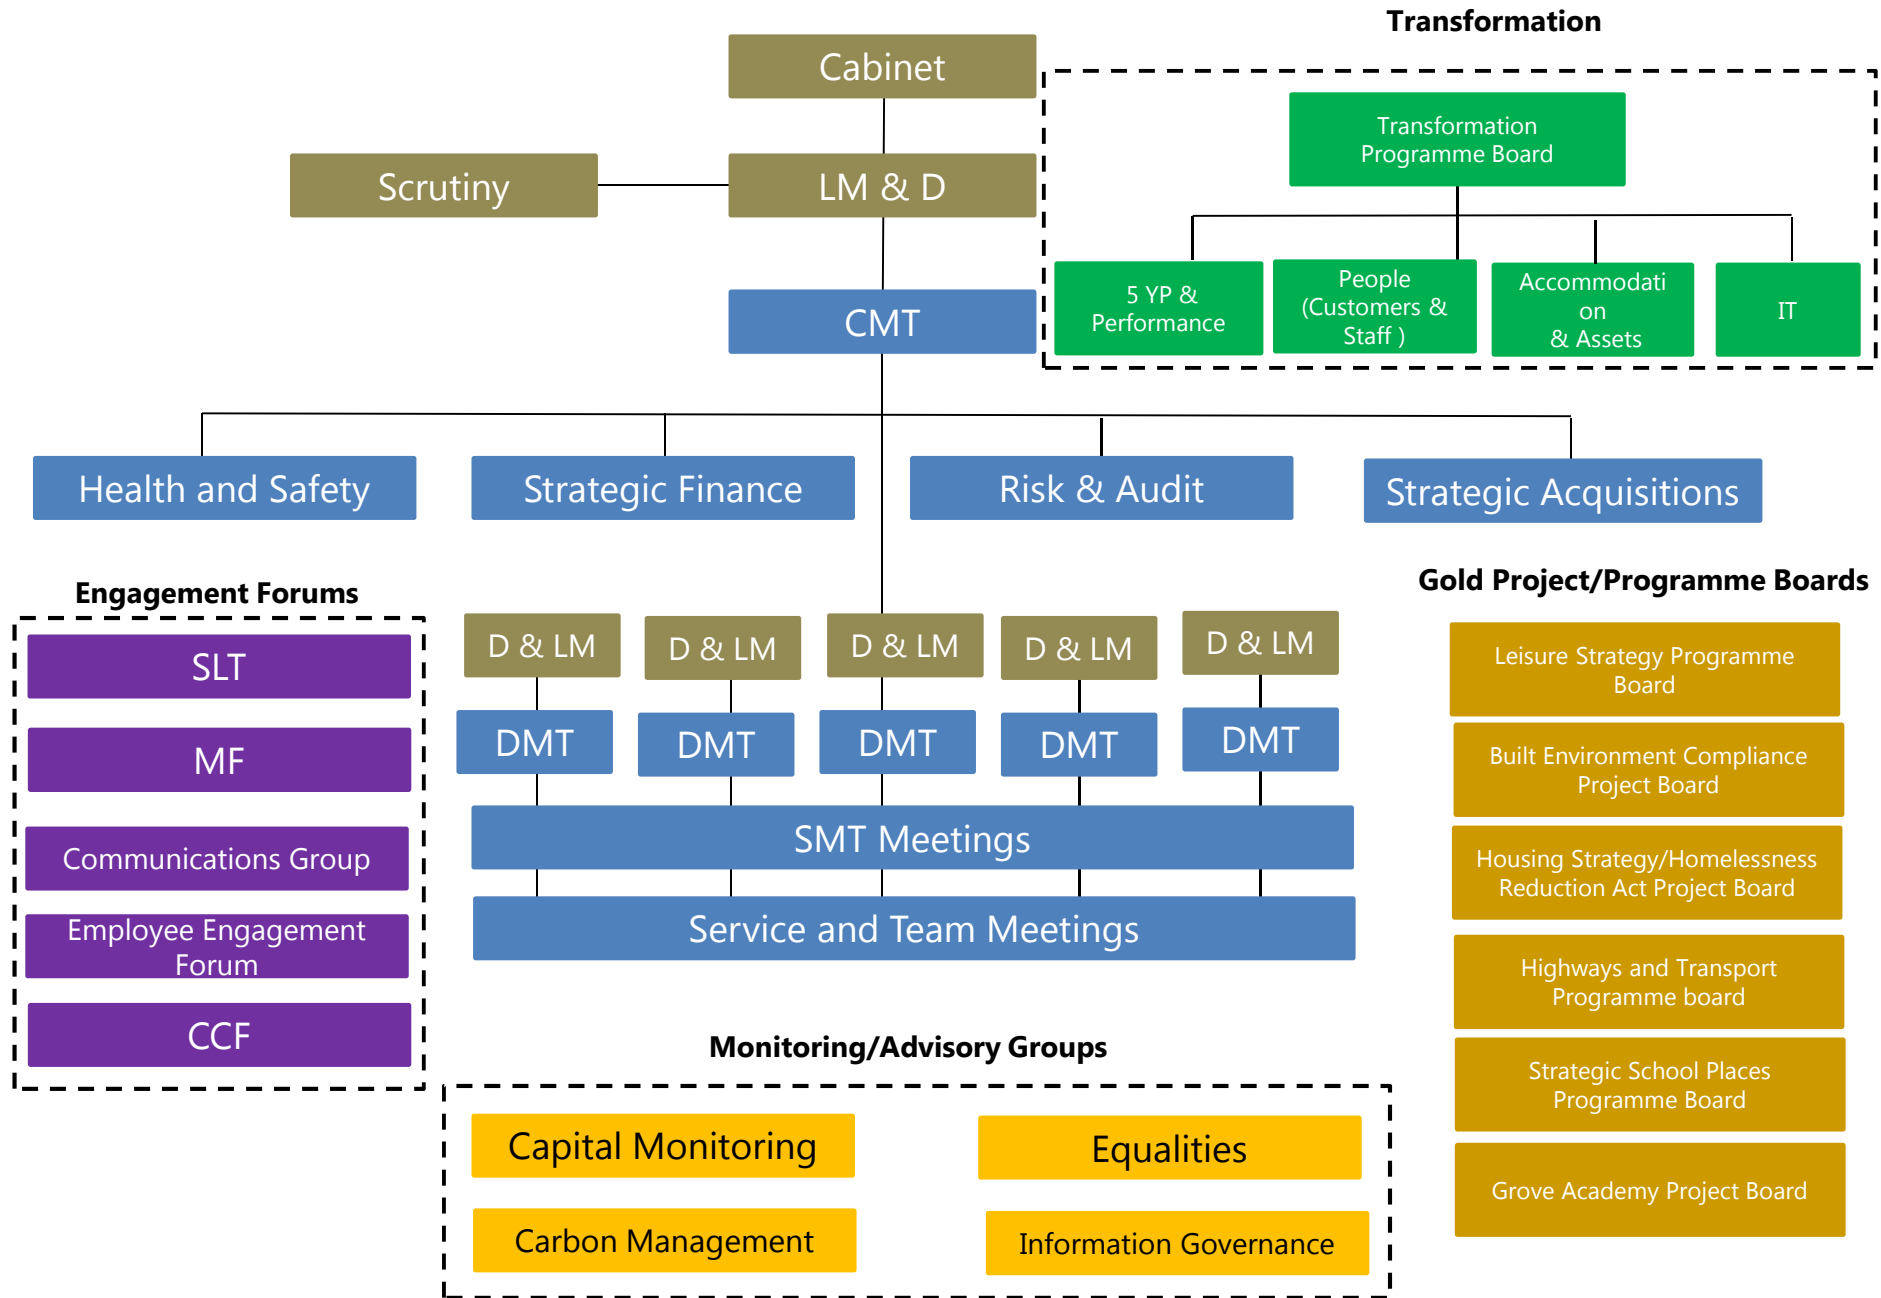 Transformation
Cabinet
Transformation
Programme Board
Scrutiny
LM & D
5 YP &
Performance
People
(Customers &
Staff )
Accommodati
on
& Assets
IT
CMT
Health and Safety
Strategic Finance
Risk & Audit
Strategic Acquisitions
Engagement Forums
SLT
MF
Communications Group
Employee Engagement
Forum
CCF
D & LM
D & LM
D & LM
D & LM
D & LM
DMT
DMT
DMT
DMT
DMT
SMT Meetings
Service and Team Meetings
Gold Project/Programme Boards
Leisure Strategy Programme
Board
Built Environment Compliance
Project Board
Housing Strategy/Homelessness
Reduction Act Project Board
Highways and Transport
Programme board
Strategic School Places
Programme Board
Grove Academy Project Board
Monitoring/Advisory Groups
Capital Monitoring
Equalities
Carbon Management
Information Governance